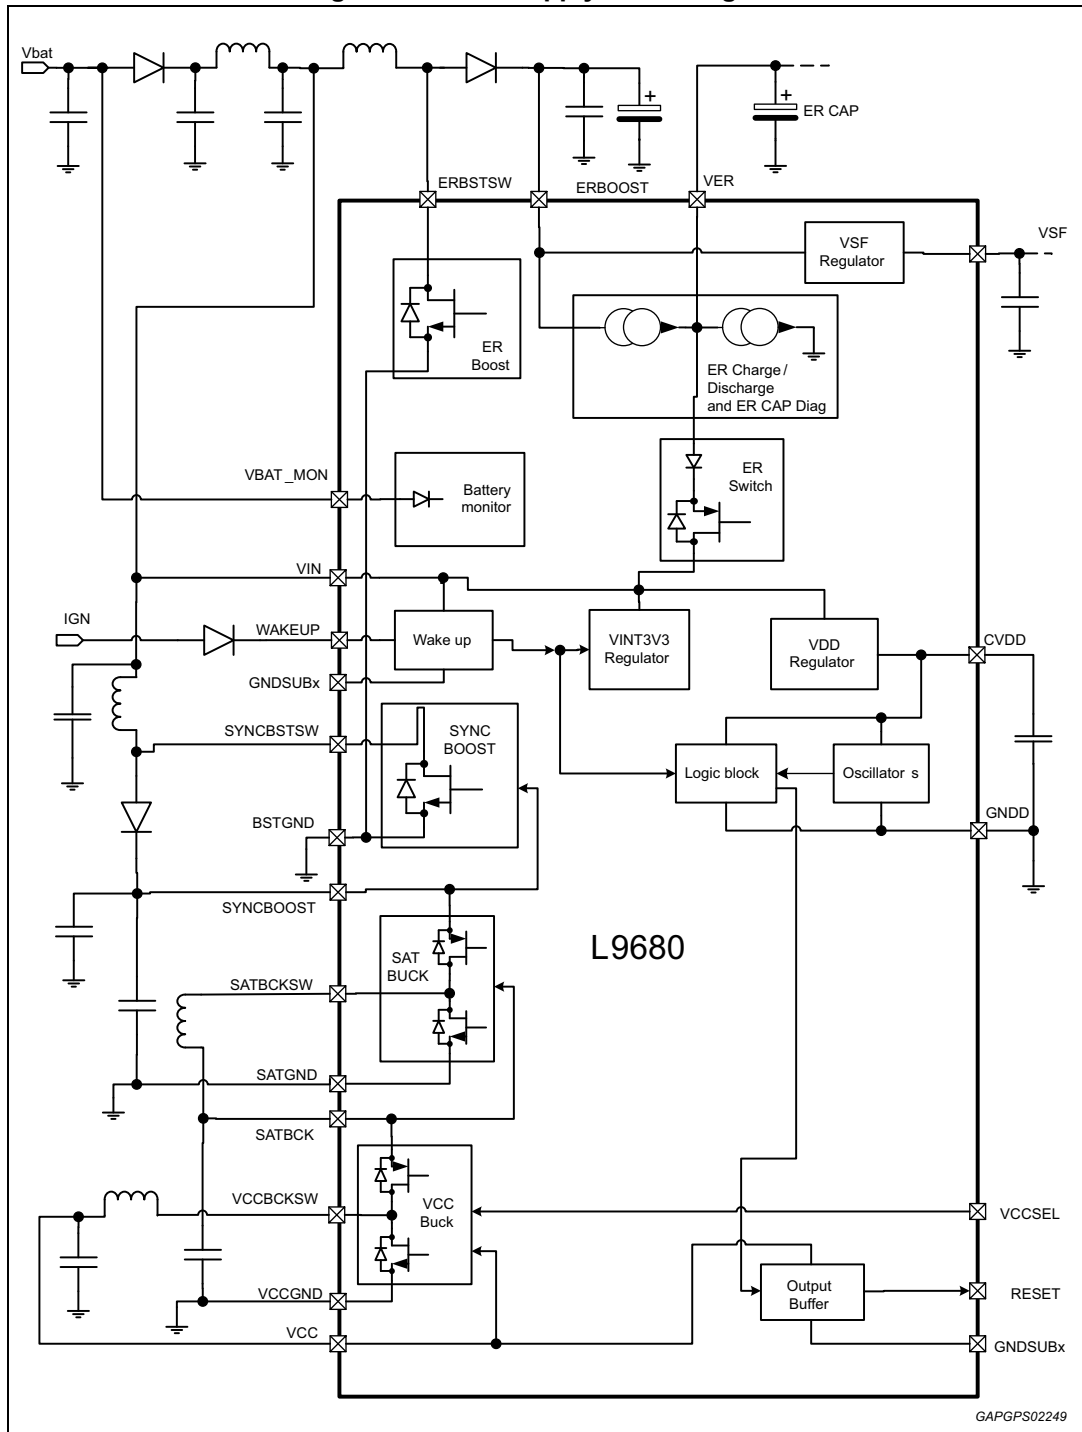 Vbat
ER CAP
ERBSTSW
ERBOOST
VER
VSF
VSF
Regulator
ER
Boost
ER Charge/
Discharge
and ER CAP Diag
VBAT_MON
Battery
monitor
ER
Switch
VIN
IGN
WAKEUP
Wake up
VINT3V3
Regulator
VDD
Regulator
CVDD
GNDSUBx
SYNCBSTSW
SYNC
BOOST
Logic block
Oscillator s
BSTGND
GNDD
SYNCBOOST
L9680
SAT
BUCK
SATBCKSW
SATGND
SATBCK
VCCBCKSW
VCC
Buck
VCCSEL
VCCGND
Output
Buffer
RESET
VCC
GNDSUBx
GAPGPS02249